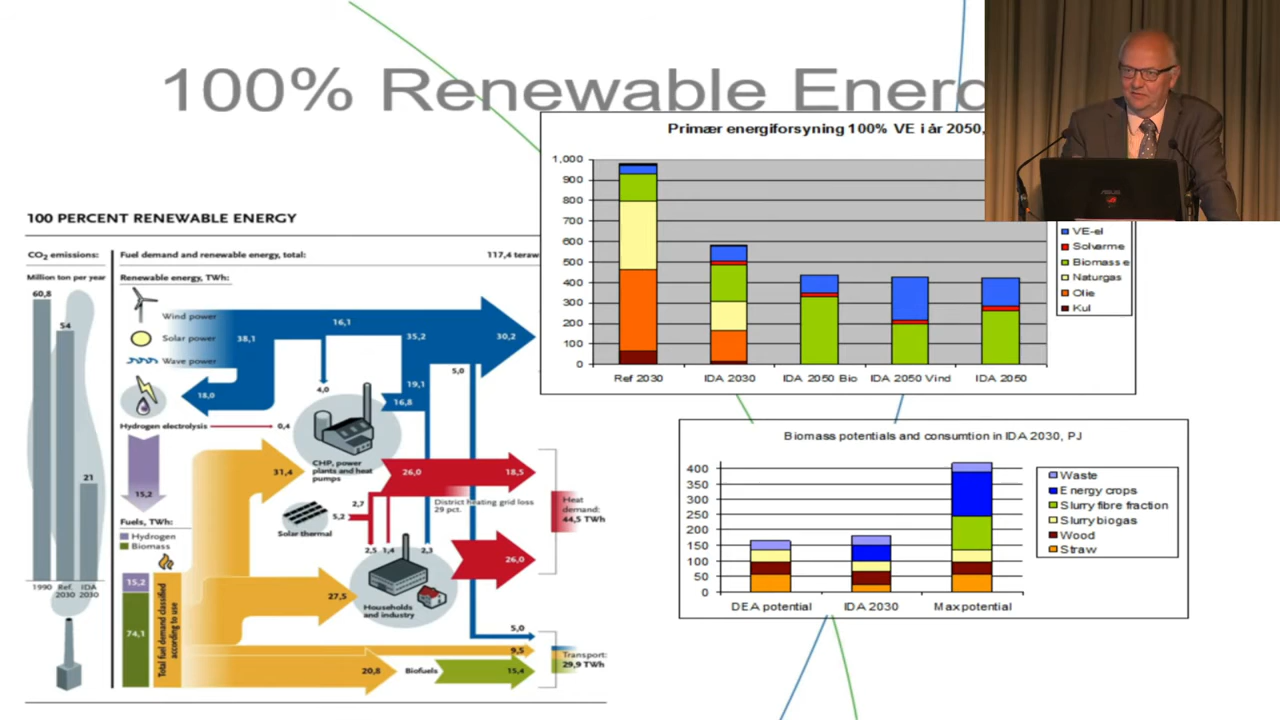 100% Renewable Energ
100 PERCENT RENEWABLE ENERGY
CO2 emissions:
Million ton per year
60,8
54
21
1990
Ref. 2030
IDA 2030
Fuel demand and renewable energy, total:
117,4 teraw
Renewable energy, TWh:
Wind power
Solar power
Wave power
38,1
16,1
35,2
30,2
18,0
4,0
19,1
5,0
16,8
Hydrogen electrolysis
0,4
15,2
31,4
CHP, power
plants and heat
pumps
26,0
18,5
2,7
5,2
Solar thermal
District heating grid loss
29 pct.
Heat
demand:
44,5 TWh
2,5
1,4
2,3
26,0
Fuels, TWh:
Hydrogen
Biomass
15,2
74,1
Total fuel demand classified
according to use
27,5
Households
and industry
5,0
9,5
Transport:
29,9 TWh
20,8
Biofuels
15,4
Primær energiforsyning 100% VE i år 2050,
1,000
900
800
700
600
500
400
300
200
100
0
Ref 2030
IDA 2030
IDA 2050 Bio
IDA 2050 Vind
IDA 2050
VE-el
Solvarme
Biomasse
Naturgas
Olie
Kul
Biomass potentials and consumtion in IDA 2030, PJ
400
350
300
250
200
150
100
50
0
DEA potential
IDA 2030
Max potential
Waste
Energy crops
Slurry fibre fraction
Slurry biogas
Wood
Straw
ASUS